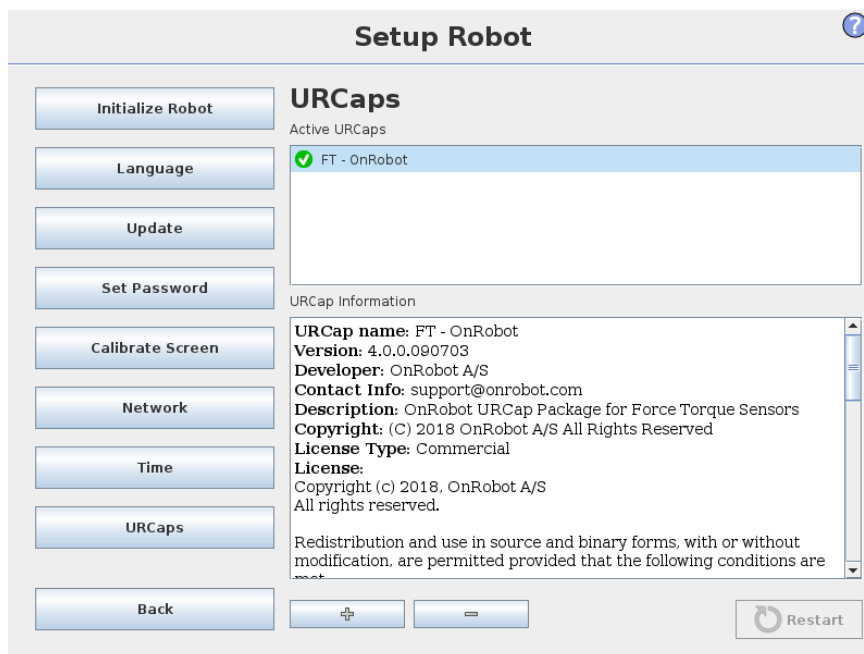 Setup Robot
?
Initialize Robot
Language
Update
Set Password
Calibrate Screen
Network
Time
URCaps
Back
URCaps
Active URCaps
FT - OnRobot
URCap Information
URCap name: FT - OnRobot
Version: 4.0.0.090703
Developer: OnRobot A/S
Contact Info: support@onrobot.com
Description: OnRobot URCap Package for Force Torque Sensors
Copyright: (C) 2018 OnRobot A/S All Rights Reserved
License Type: Commercial
License:
Copyright (c) 2018, OnRobot A/S
All rights reserved.
Redistribution and use in source and binary forms, with or without
modification, are permitted provided that the following conditions are
met
Restart